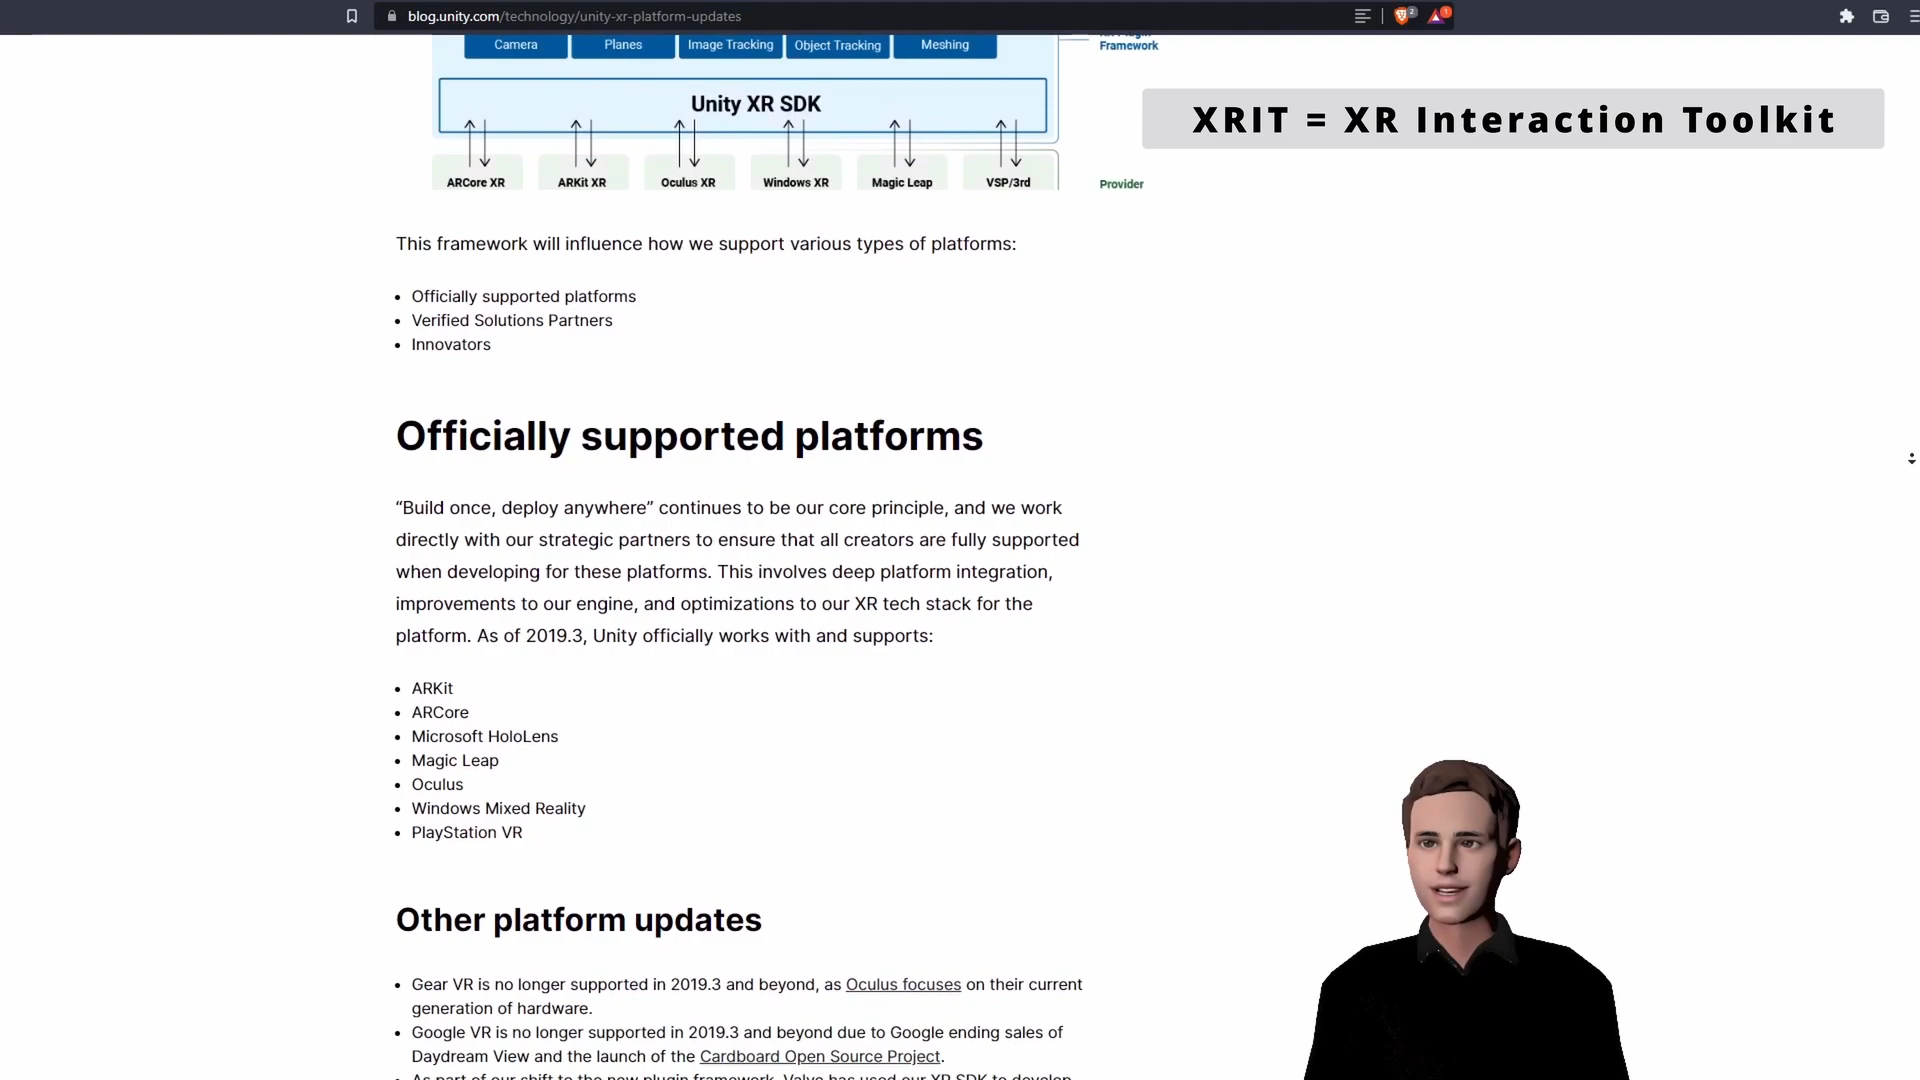 blog.unity.com/technology/unity-xr-platform-updates
2
1
Camera
Planes
Image Tracking
Object Tracking
Meshing
Framework
Unity XR SDK
XRIT = XR Interaction Toolkit
ARCore XR
ARKit XR
Oculus XR
Windows XR
Magic Leap
VSP/3rd
Provider
This framework will influence how we support various types of platforms:
• Officially supported platforms
• Verified Solutions Partners
• Innovators
Officially supported platforms
“Build once, deploy anywhere” continues to be our core principle, and we work
directly with our strategic partners to ensure that all creators are fully supported
when developing for these platforms. This involves deep platform integration,
improvements to our engine, and optimizations to our XR tech stack for the
platform. As of 2019.3, Unity officially works with and supports:
• ARKit
• ARCore
• Microsoft HoloLens
• Magic Leap
• Oculus
• Windows Mixed Reality
• PlayStation VR
Other platform updates
• Gear VR is no longer supported in 2019.3 and beyond, as Oculus focuses on their current
generation of hardware.
• Google VR is no longer supported in 2019.3 and beyond due to Google ending sales of
Daydream View and the launch of the Cardboard Open Source Project.
• As part of our shift to the new plugin framework, Valve has used our XR SDK to develop